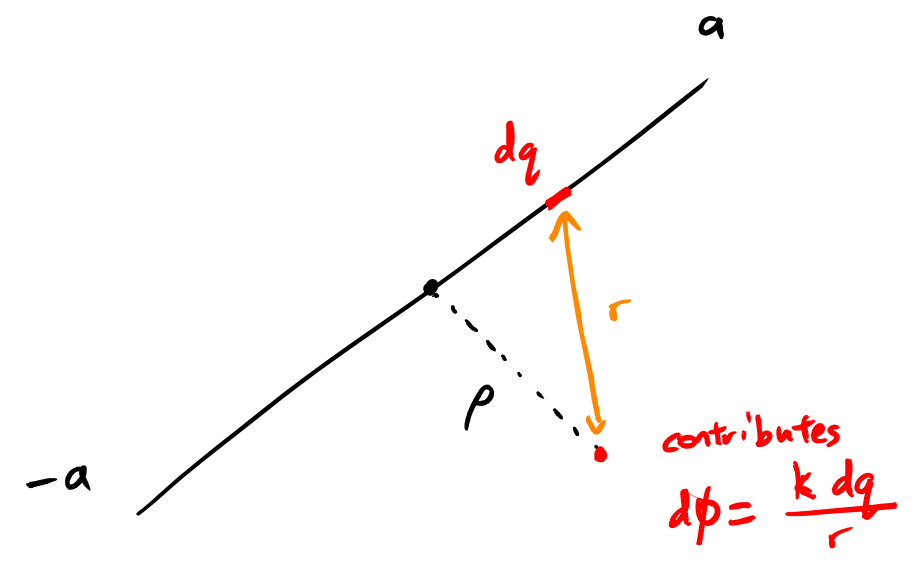 a
dq
r
ρ
-a
contributes
dϕ = k dq / r